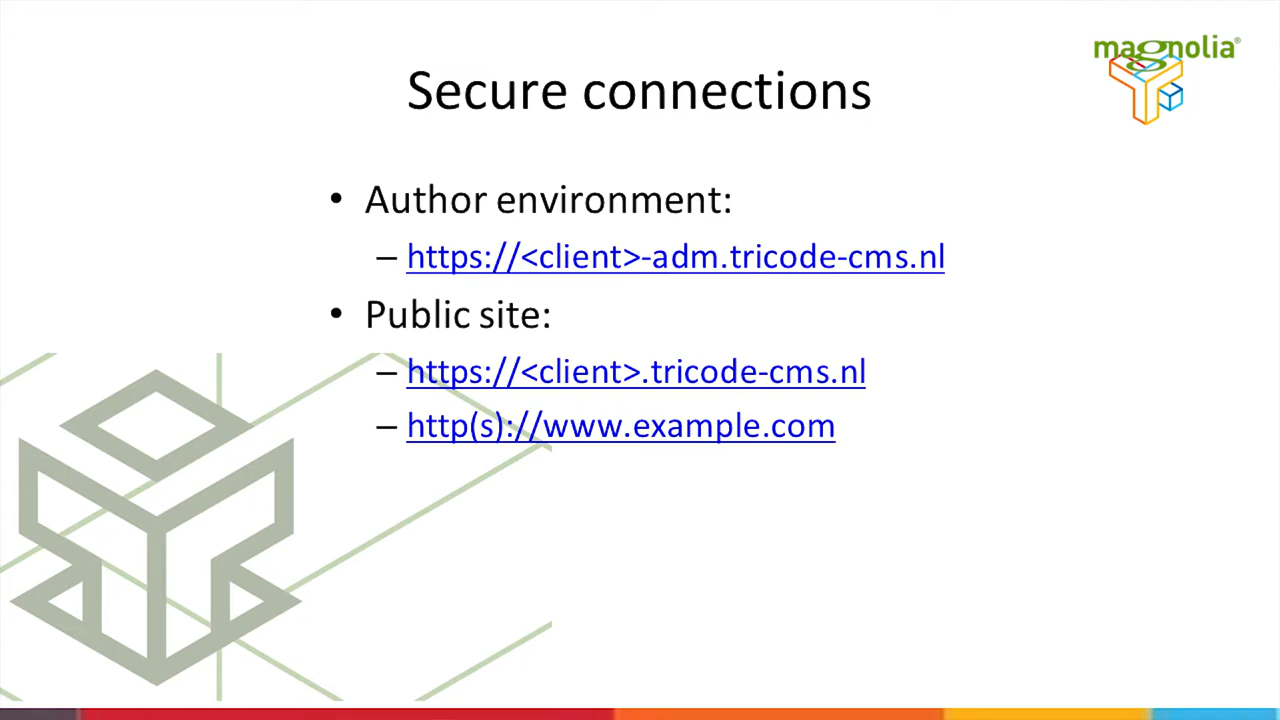 magnolia®
Secure connections
• Author environment:
– https://<client>-adm.tricode-cms.nl
• Public site:
– https://<client>.tricode-cms.nl
– http(s)://www.example.com